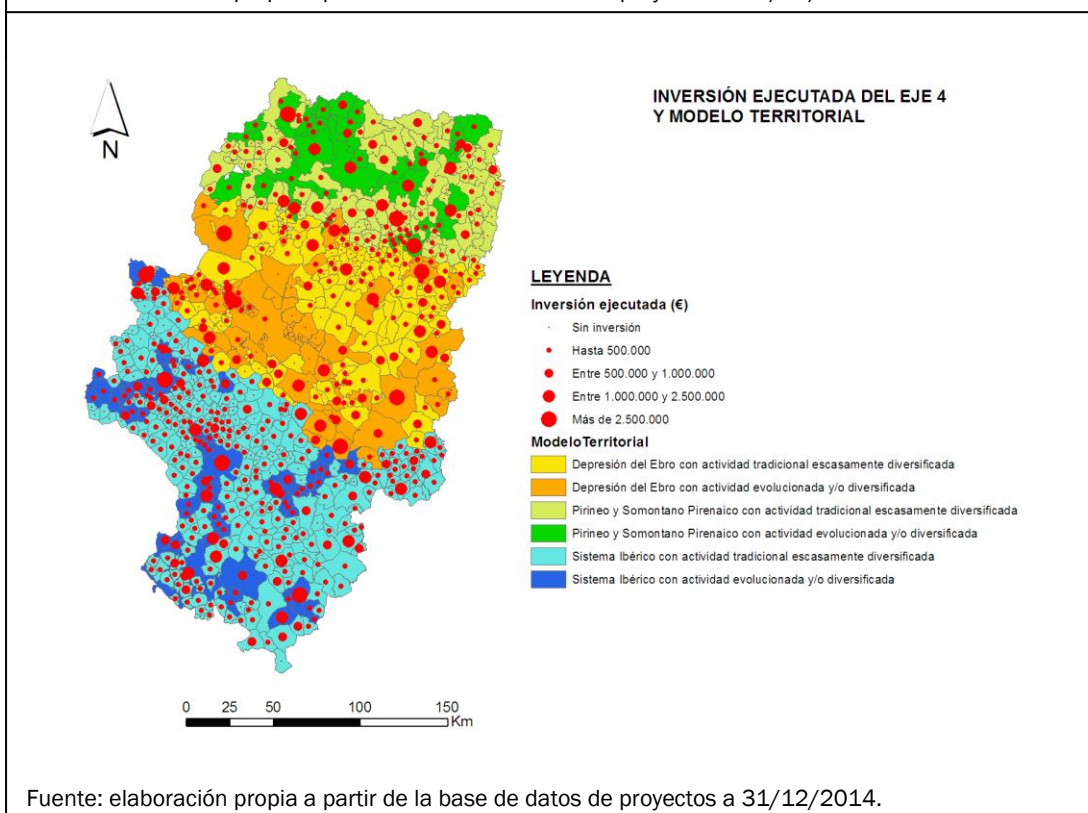 INVERSIÓN EJECUTADA DEL EJE 4
Y MODELO TERRITORIAL
N
LEYENDA
Inversión ejecutada (€)
Sin inversión
Hasta 500.000
Entre 500.000 y 1.000.000
Entre 1.000.000 y 2.500.000
Más de 2.500.000
ModeloTerritorial
Depresión del Ebro con actividad tradicional escasamente diversificada
Depresión del Ebro con actividad evolucionada y/o diversificada
Pirineo y Somontano Pirenaico con actividad tradicional escasamente diversificada
Pirineo y Somontano Pirenaico con actividad evolucionada y/o diversificada
Sistema Ibérico con actividad tradicional escasamente diversificada
Sistema Ibérico con actividad evolucionada y/o diversificada
0 25 50 100 150
Km
Fuente: elaboración propia a partir de la base de datos de proyectos a 31/12/2014.